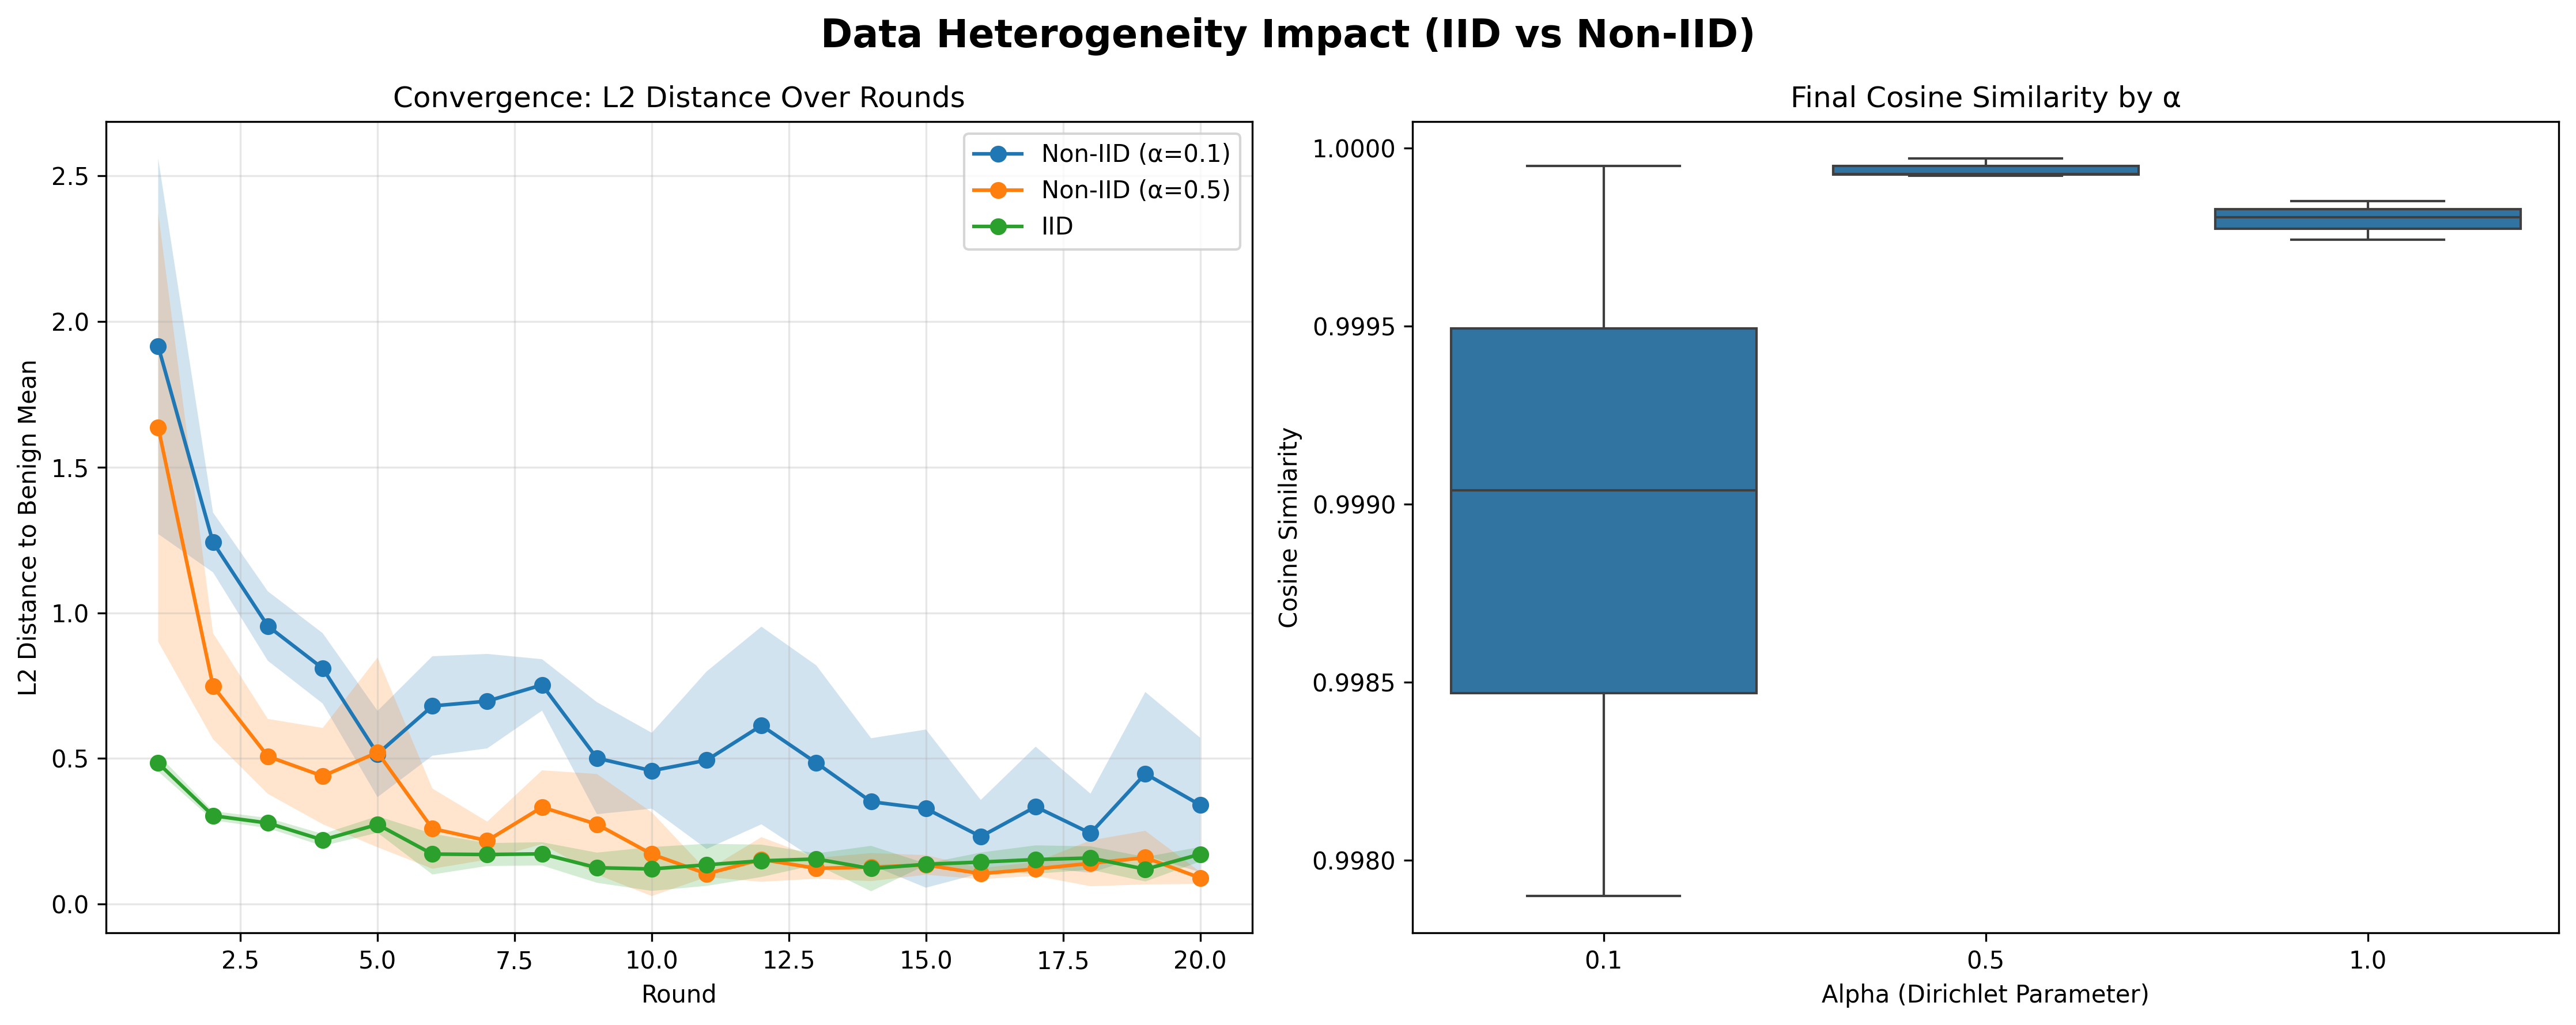 Data Heterogeneity Impact (IID vs Non-IID)
Convergence: L2 Distance Over Rounds
L2 Distance to Benign Mean
2.5
2.0
1.5
1.0
0.5
0.0
Non-IID (α=0.1)
Non-IID (α=0.5)
IID
2.5 5.0 7.5 10.0 12.5 15.0 17.5 20.0
Round
Final Cosine Similarity by α
Cosine Similarity
1.0000
0.9995
0.9990
0.9985
0.9980
0.1 0.5 1.0
Alpha (Dirichlet Parameter)